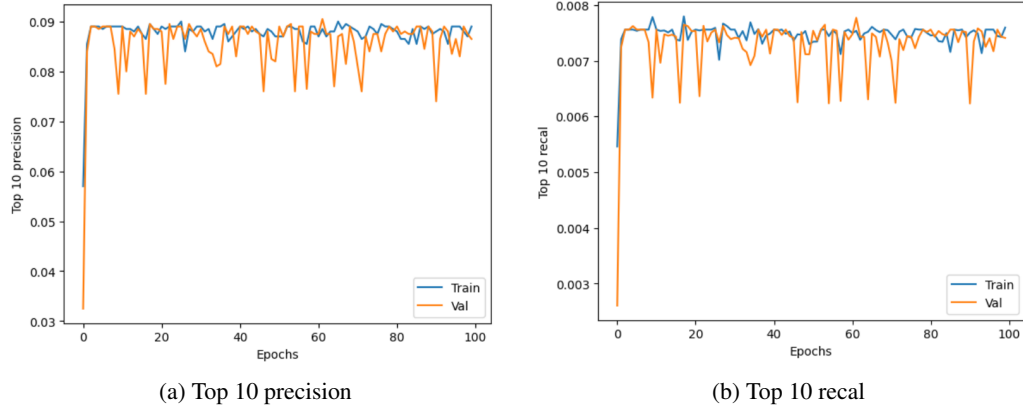 0.09
0.08
0.07
0.06
0.05
0.04
0.03
Top 10 precision
0 20 40 60 80 100
Epochs
Train
Val
(a) Top 10 precision
0.008
0.007
0.006
0.005
0.004
0.003
Top 10 recal
0 20 40 60 80 100
Epochs
Train
Val
(b) Top 10 recal